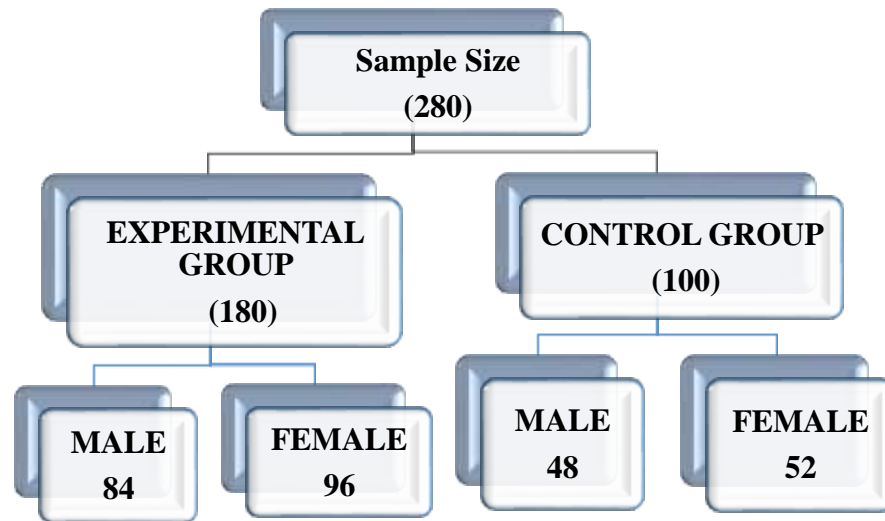 Sample Size
(280)
EXPERIMENTAL
GROUP
(180)
CONTROL GROUP
(100)
MALE
84
FEMALE
96
MALE
48
FEMALE
52